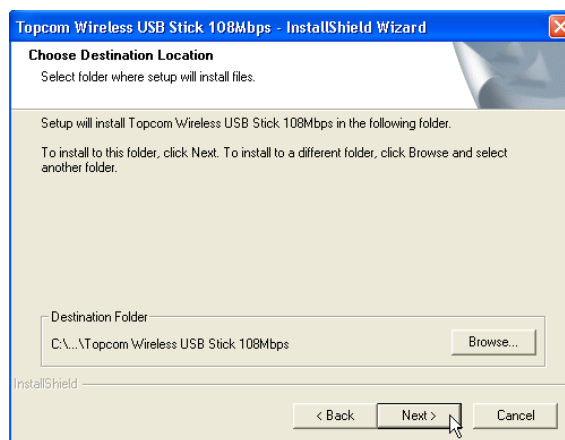 Topcom Wireless USB Stick 108Mbps - InstallShield Wizard
Choose Destination Location
Select folder where setup will install files.
Setup will install Topcom Wireless USB Stick 108Mbps in the following folder.
To install to this folder, click Next. To install to a different folder, click Browse and select
another folder.
Destination Folder
C:\...\Topcom Wireless USB Stick 108Mbps
Browse...
InstallShield
< Back
Next >
Cancel